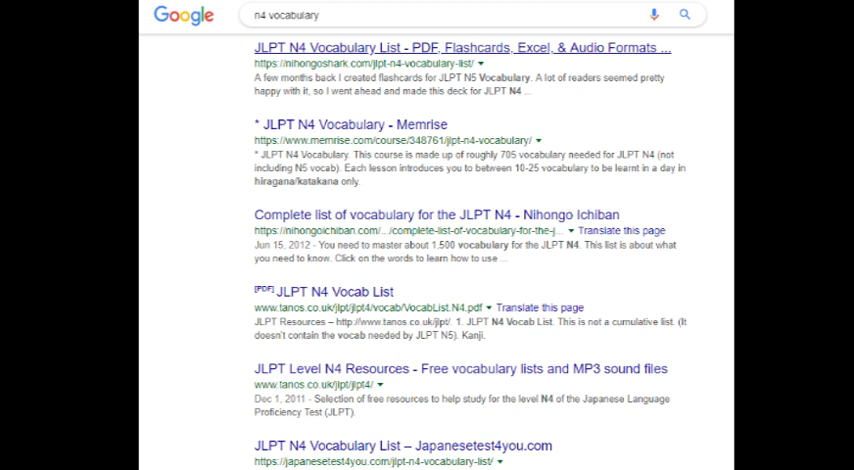 Google
n4 vocabulary
JLPT N4 Vocabulary List - PDF, Flashcards, Excel, & Audio Formats ...
https://nihongoshark.com/jlpt-n4-vocabulary-list/
A few months back I created flashcards for JLPT N5 Vocabulary. A lot of readers seemed pretty
happy with it, so I went ahead and made this deck for JLPT N4 ...
* JLPT N4 Vocabulary - Memrise
https://www.memrise.com/course/348761/jlpt-n4-vocabulary/
* JLPT N4 Vocabulary. This course is made up of roughly 705 vocabulary needed for JLPT N4 (not
including N5 vocab). Each lesson introduces you to between 10-25 vocabulary to be learnt in a day in
hiragana/katakana only.
Complete list of vocabulary for the JLPT N4 - Nihongo Ichiban
https://nihongoichiban.com/.../complete-list-of-vocabulary-for-the-j... Translate this page
Jun 15, 2012 - You need to master about 1,500 vocabulary for the JLPT N4. This list is about what
you need to know. Click on the words to learn how to use ...
[PDF] JLPT N4 Vocab List
www.tanos.co.uk/jlpt/jlpt4/vocab/VocabList.N4.pdf Translate this page
JLPT Resources – http://www.tanos.co.uk/jlpt/. 1. JLPT N4 Vocab List. This is not a cumulative list. (It
doesn't contain the vocab needed by JLPT N5). Kanji.
JLPT Level N4 Resources - Free vocabulary lists and MP3 sound files
www.tanos.co.uk/jlpt/jlpt4/
Dec 1, 2011 - Selection of free resources to help study for the level N4 of the Japanese Language
Proficiency Test (JLPT).
JLPT N4 Vocabulary List – Japanesetest4you.com
https://japanesetest4you.com/jlpt-n4-vocabulary-list/